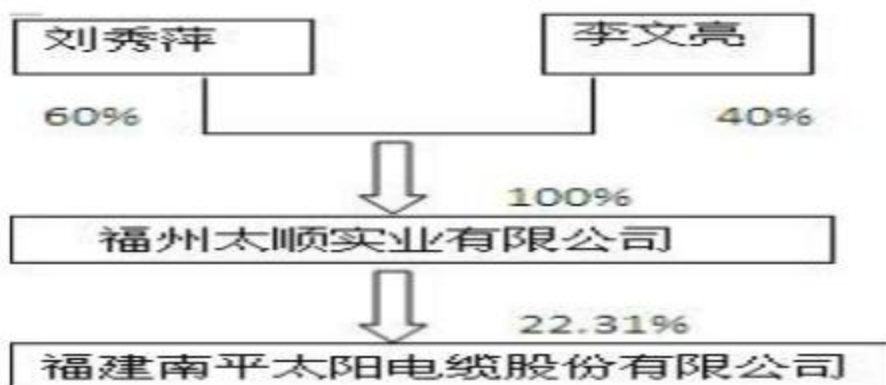 刘秀萍
李文亮
60%
40%
100%
福州太顺实业有限公司
22.31%
福建南平太阳电缆股份有限公司